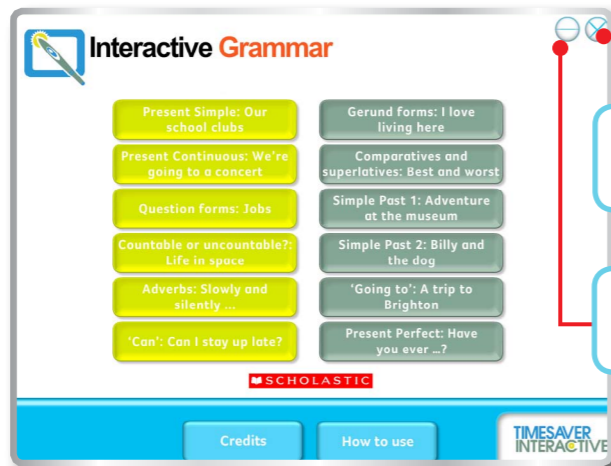 Interactive Grammar
Present Simple: Our
school clubs
Present Continuous: We're
going to a concert
Question forms: Jobs
Countable or uncountable?:
Life in space
Adverbs: Slowly and
silently ...
'Can': Can I stay up late?
Gerund forms: I love
living here
Comparatives and
superlatives: Best and worst
Simple Past 1: Adventure
at the museum
Simple Past 2: Billy and
the dog
'Going to': A trip to
Brighton
Present Perfect: Have
you ever ...?
SCHOLASTIC
Credits
How to use
TIMESAVER
INTERACTIVE